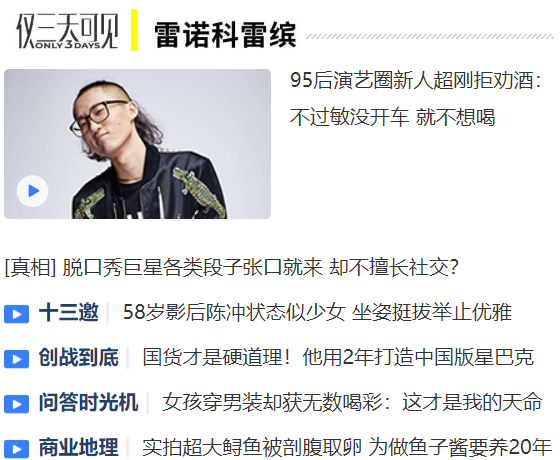 仅三天可见
ONLY 3 DAYS
雷诺科雷缤
95后演艺圈新人超刚拒劝酒：
不过敏没开车 就不想喝
[真相] 脱口秀巨星各类段子张口就来 却不擅长社交？
十三邀 58岁影后陈冲状态似少女 坐姿挺拔举止优雅
创战到底 国货才是硬道理！他用2年打造中国版星巴克
问答时光机 女孩穿男装却获无数喝彩：这才是我的天命
商业地理 实拍超大鲟鱼被剖腹取卵 为做鱼子酱要养20年